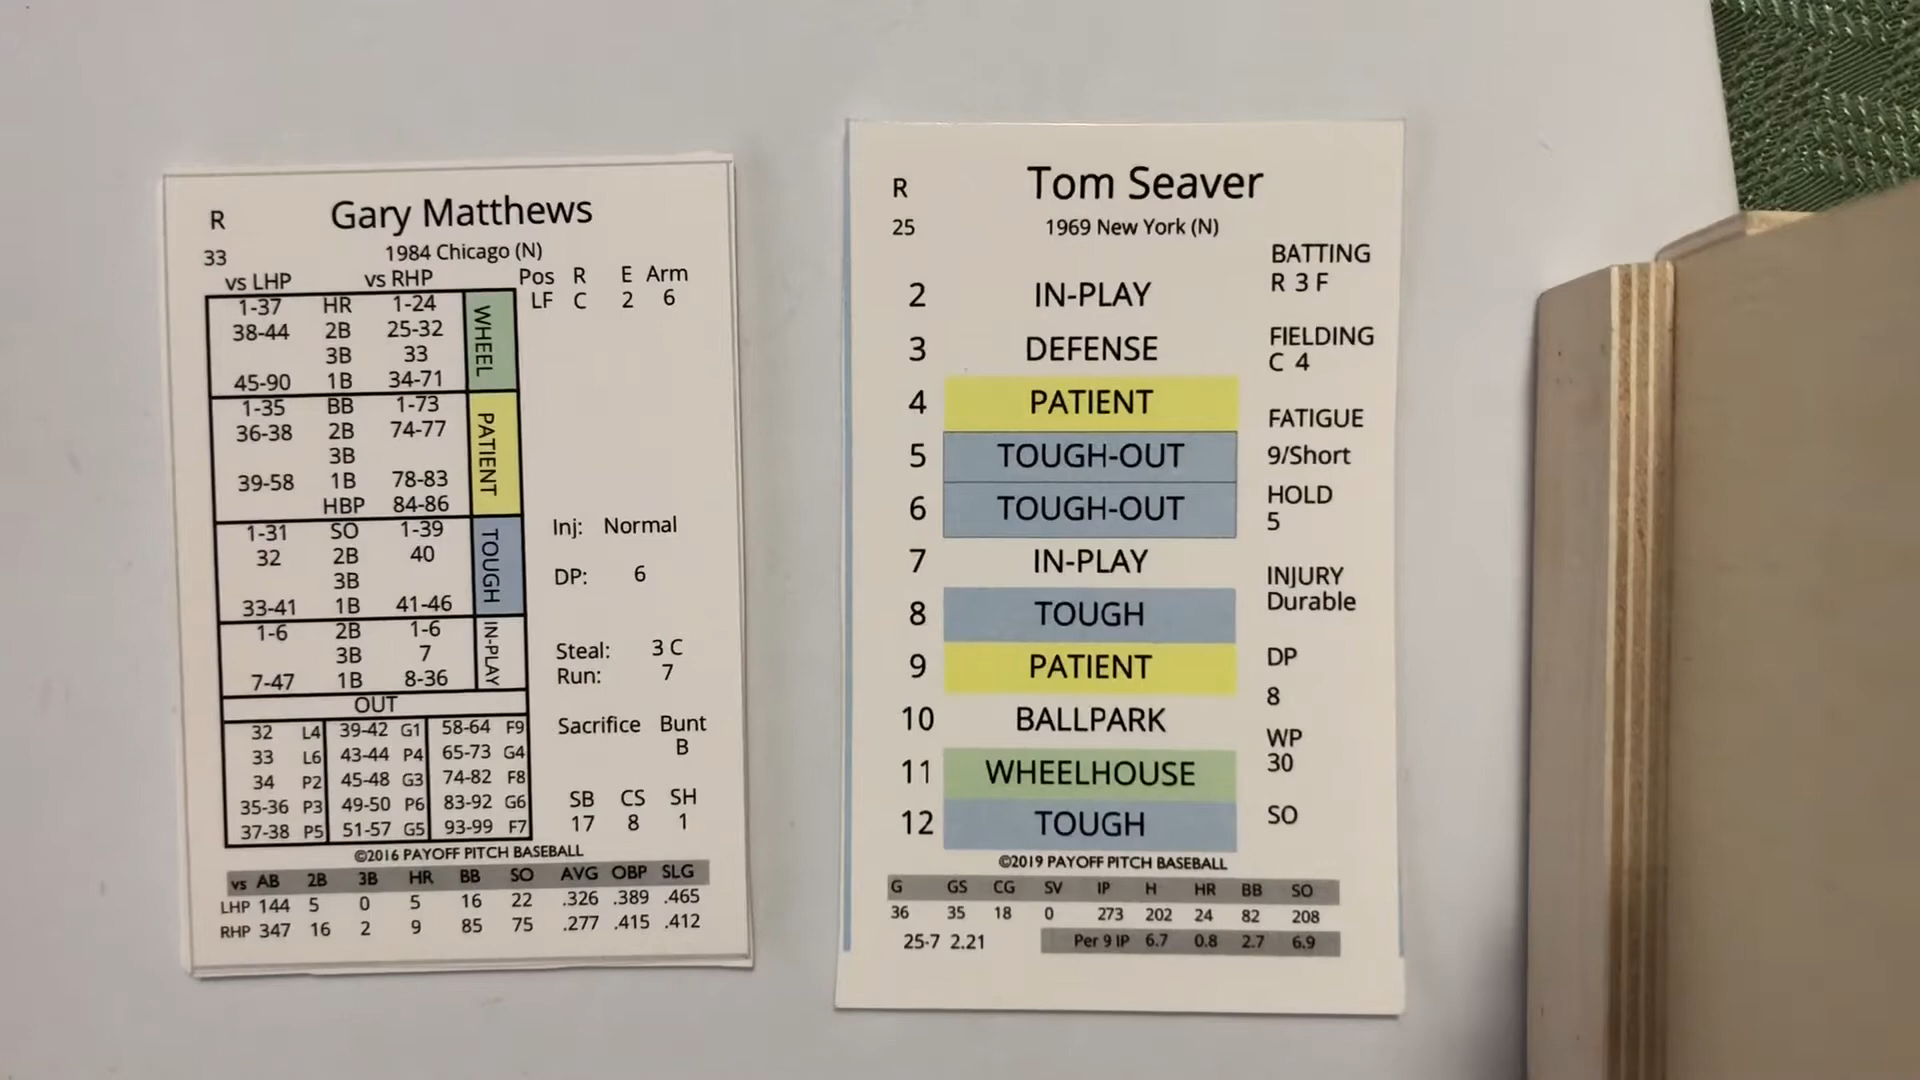 R Gary Matthews
33 1984 Chicago (N)
vs LHP vs RHP Pos R E Arm
LF C 2 6
1-37 HR 1-24
38-44 2B 25-32
3B 33
45-90 1B 34-71
WHEEL
1-35 BB 1-73
36-38 2B 74-77
3B
39-58 1B 78-83
HBP 84-86
PATIENT
1-31 SO 1-39
32 2B 40
3B
33-41 1B 41-46
TOUGH
1-6 2B 1-6
3B 7
7-47 1B 8-36
IN-PLAY
Inj: Normal
DP: 6
Steal: 3 C
Run: 7
Sacrifice Bunt
B
SB CS SH
17 8 1
OUT
32 L4 39-42 G1 58-64 F9
33 L6 43-44 P4 65-73 G4
34 P2 45-48 G3 74-82 F8
35-36 P3 49-50 P6 83-92 G6
37-38 P5 51-57 G5 93-99 F7
©2016 PAYOFF PITCH BASEBALL
vs AB 2B 3B HR BB SO AVG OBP SLG
LHP 144 5 0 5 16 22 .326 .389 .465
RHP 347 16 2 9 85 75 .277 .415 .412
R Tom Seaver
25 1969 New York (N)
2 IN-PLAY
3 DEFENSE
4 PATIENT
5 TOUGH-OUT
6 TOUGH-OUT
7 IN-PLAY
8 TOUGH
9 PATIENT
10 BALLPARK
11 WHEELHOUSE
12 TOUGH
BATTING
R 3 F
FIELDING
C 4
FATIGUE
9/Short
HOLD
5
INJURY
Durable
DP
8
WP
30
SO
©2019 PAYOFF PITCH BASEBALL
G GS CG SV IP H HR BB SO
36 35 18 0 273 202 24 82 208
25-7 2.21 Per 9 IP 6.7 0.8 2.7 6.9